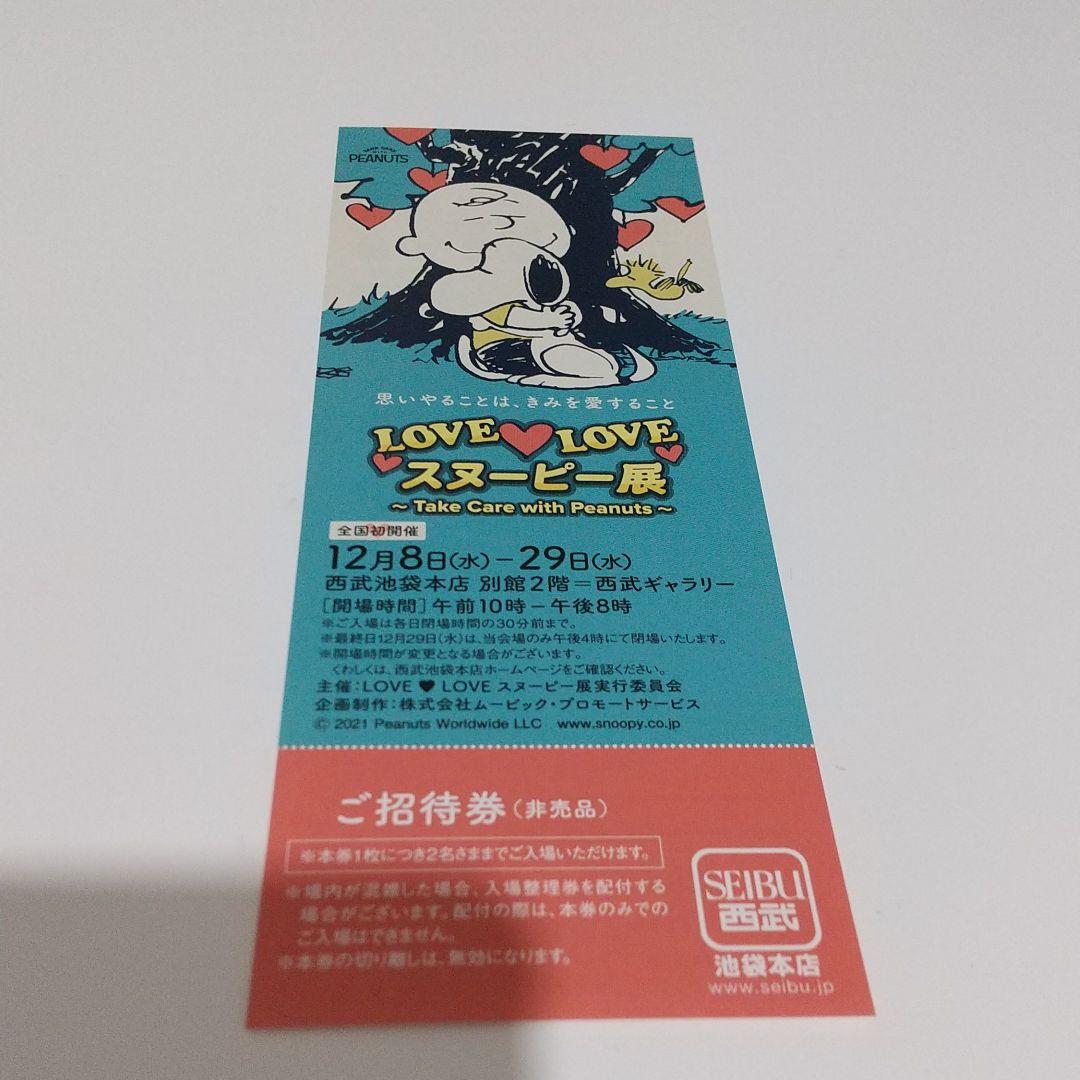 TAKE CARE
WITH
PEANUTS
思いやることは、きみを愛すること
LOVE♥LOVE
スヌーピー展
~ Take Care with Peanuts ~
全国初開催
12月8日(水)-29日(水)
西武池袋本店 別館2階=西武ギャラリー
[開場時間]午前10時-午後8時
※ご入場は各日閉場時間の30分前まで。
※最終日12月29日(水)は、当会場のみ午後4時にて閉場いたします。
※開場時間が変更となる場合がございます。
くわしくは、西武池袋本店ホームページをご確認ください。
主催:LOVE ♥ LOVE スヌーピー展実行委員会
企画制作:株式会社ムービック・プロモートサービス
© 2021 Peanuts Worldwide LLC www.snoopy.co.jp
ご招待券(非売品)
※本券1枚につき2名さままでご入場いただけます。
※場内が混雑した場合、入場整理券を配付する
場合がございます。配付の際は、本券のみでの
ご入場はできません。
※本券の切り離しは、無効になります。
SEIBU
西武
池袋本店
www.seibu.jp